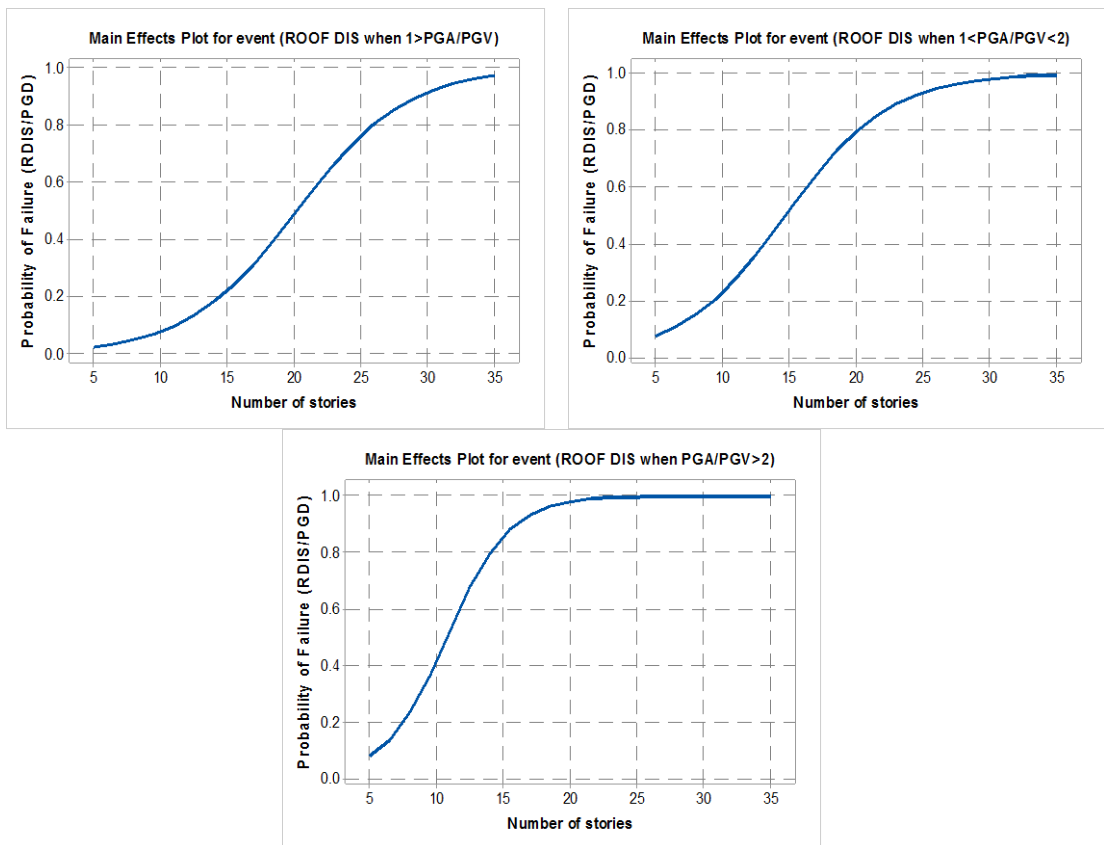 Main Effects Plot for event (ROOF DIS when 1>PGA/PGV)
Probability of Failure (RDIS/PGD)
1.0
0.8
0.6
0.4
0.2
0.0
5 10 15 20 25 30 35
Number of stories
Main Effects Plot for event (ROOF DIS when 1<PGA/PGV<2)
Probability of Failure (RDIS/PGD)
1.0
0.8
0.6
0.4
0.2
0.0
5 10 15 20 25 30 35
Number of stories
Main Effects Plot for event (ROOF DIS when PGA/PGV>2)
Probability of Failure (RDIS/PGD)
1.0
0.8
0.6
0.4
0.2
0.0
5 10 15 20 25 30 35
Number of stories